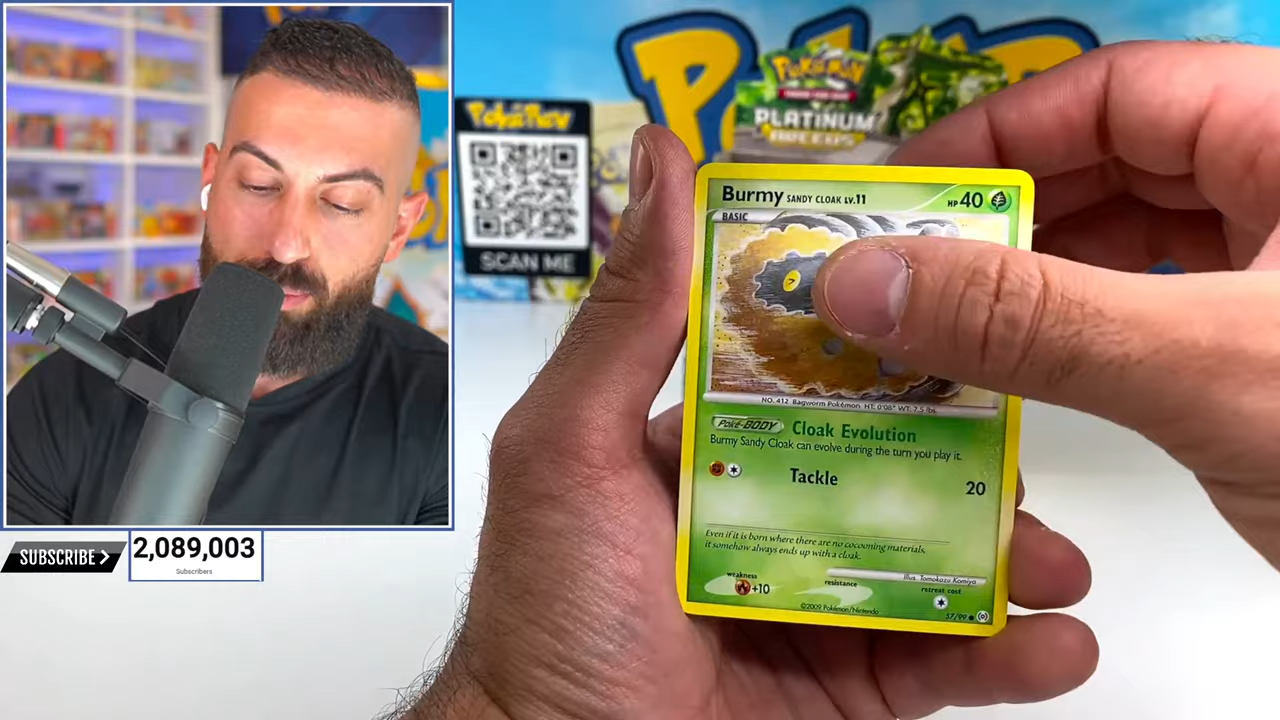 PokéRev
SCAN ME
Pokémon
PLATINUM
ARCEUS
Burmy SANDY CLOAK LV.11
HP 40
BASIC
NO. 412 Bagworm Pokémon HT: 0'08" WT: 7.5 lbs.
Poké-BODY Cloak Evolution
Burmy Sandy Cloak can evolve during the turn you play it.
Tackle 20
Even if it is born where there are no cocooning materials,
it somehow always ends up with a cloak.
Illus. Tomokazu Komiya
weakness resistance retreat cost
+10
©2009 Pokémon/Nintendo
57/99
SUBSCRIBE
2,089,003
Subscribers